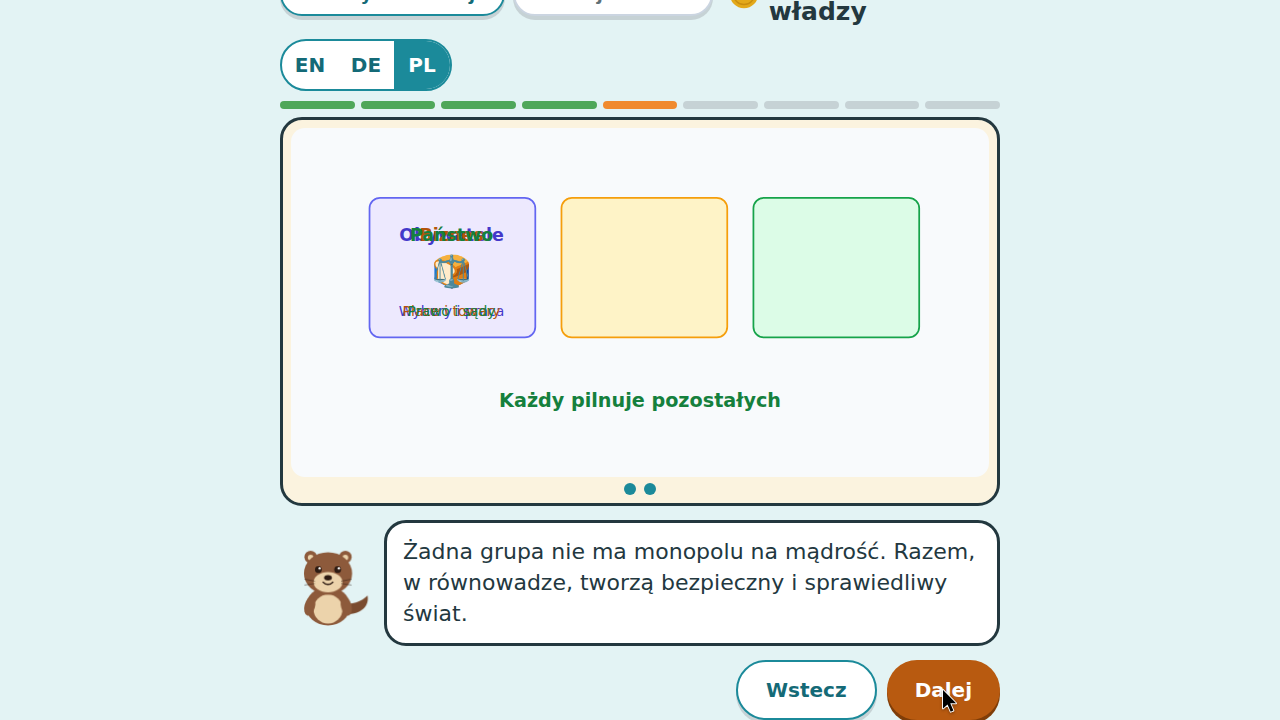 władzy
EN DE PL
Każdy pilnuje pozostałych
Żadna grupa nie ma monopolu na mądrość. Razem,
w równowadze, tworzą bezpieczny i sprawiedliwy
świat.
Wstecz
Dalej